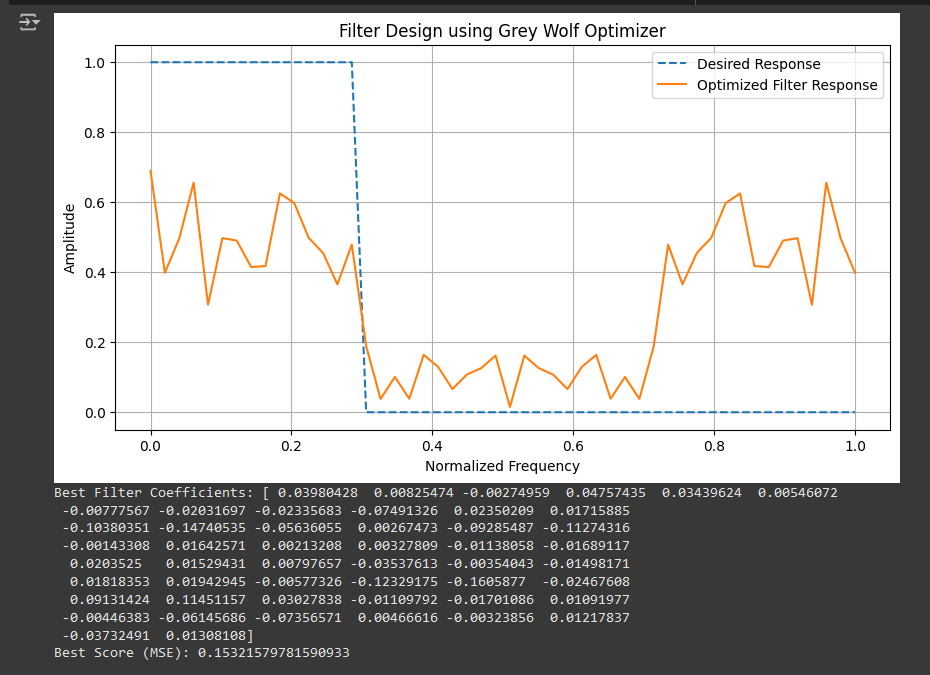 Filter Design using Grey Wolf Optimizer
Desired Response
Optimized Filter Response
1.0
0.8
0.6
0.4
0.2
0.0
Amplitude
0.0 0.2 0.4 0.6 0.8 1.0
Normalized Frequency
Best Filter Coefficients: [ 0.03980428 0.00825474 -0.00274959 0.04757435 0.03439624 0.00546072
-0.00777567 -0.02031697 -0.02335683 -0.07491326 0.02350209 0.01715885
-0.10380351 -0.14740535 -0.05636055 0.00267473 -0.09285487 -0.11274316
-0.00143308 0.01642571 0.00213208 0.00327809 -0.01138058 -0.01689117
0.0203525 0.01529431 0.00797657 -0.03537613 -0.00354043 -0.01498171
0.01818353 0.01942945 -0.00577326 -0.12329175 -0.1605877 -0.02467608
0.09131424 0.11451157 0.03027838 -0.01109792 -0.01701086 0.01091977
-0.00446383 -0.06145686 -0.07356571 0.00466616 -0.00323856 0.01217837
-0.03732491 0.01308108]
Best Score (MSE): 0.15321579781590933